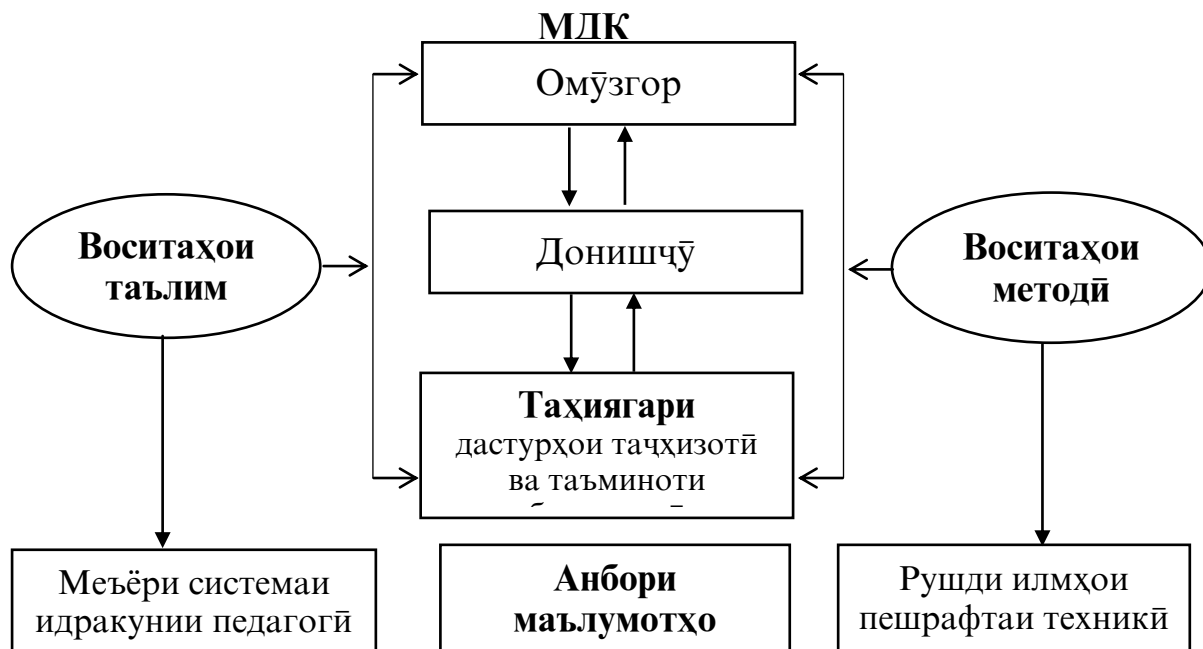 МДК
Омӯзгор
Донишҷӯ
Воситаҳои
таълим
Воситаҳои
методӣ
Таҳиягари
дастурҳои таҷҳизотӣ
ва таъминоти
Меъёри системаи
идракунии педагогӣ
Анбори
маълумотҳо
Рушди илмҳои
пешрафтаи техникӣ